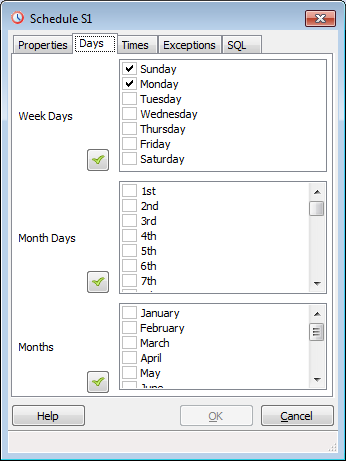 Schedule S1
Properties Days Times Exceptions SQL
Week Days
Sunday
Monday
Tuesday
Wednesday
Thursday
Friday
Saturday
Month Days
1st
2nd
3rd
4th
5th
6th
7th
Months
January
February
March
April
May
June
Help OK Cancel